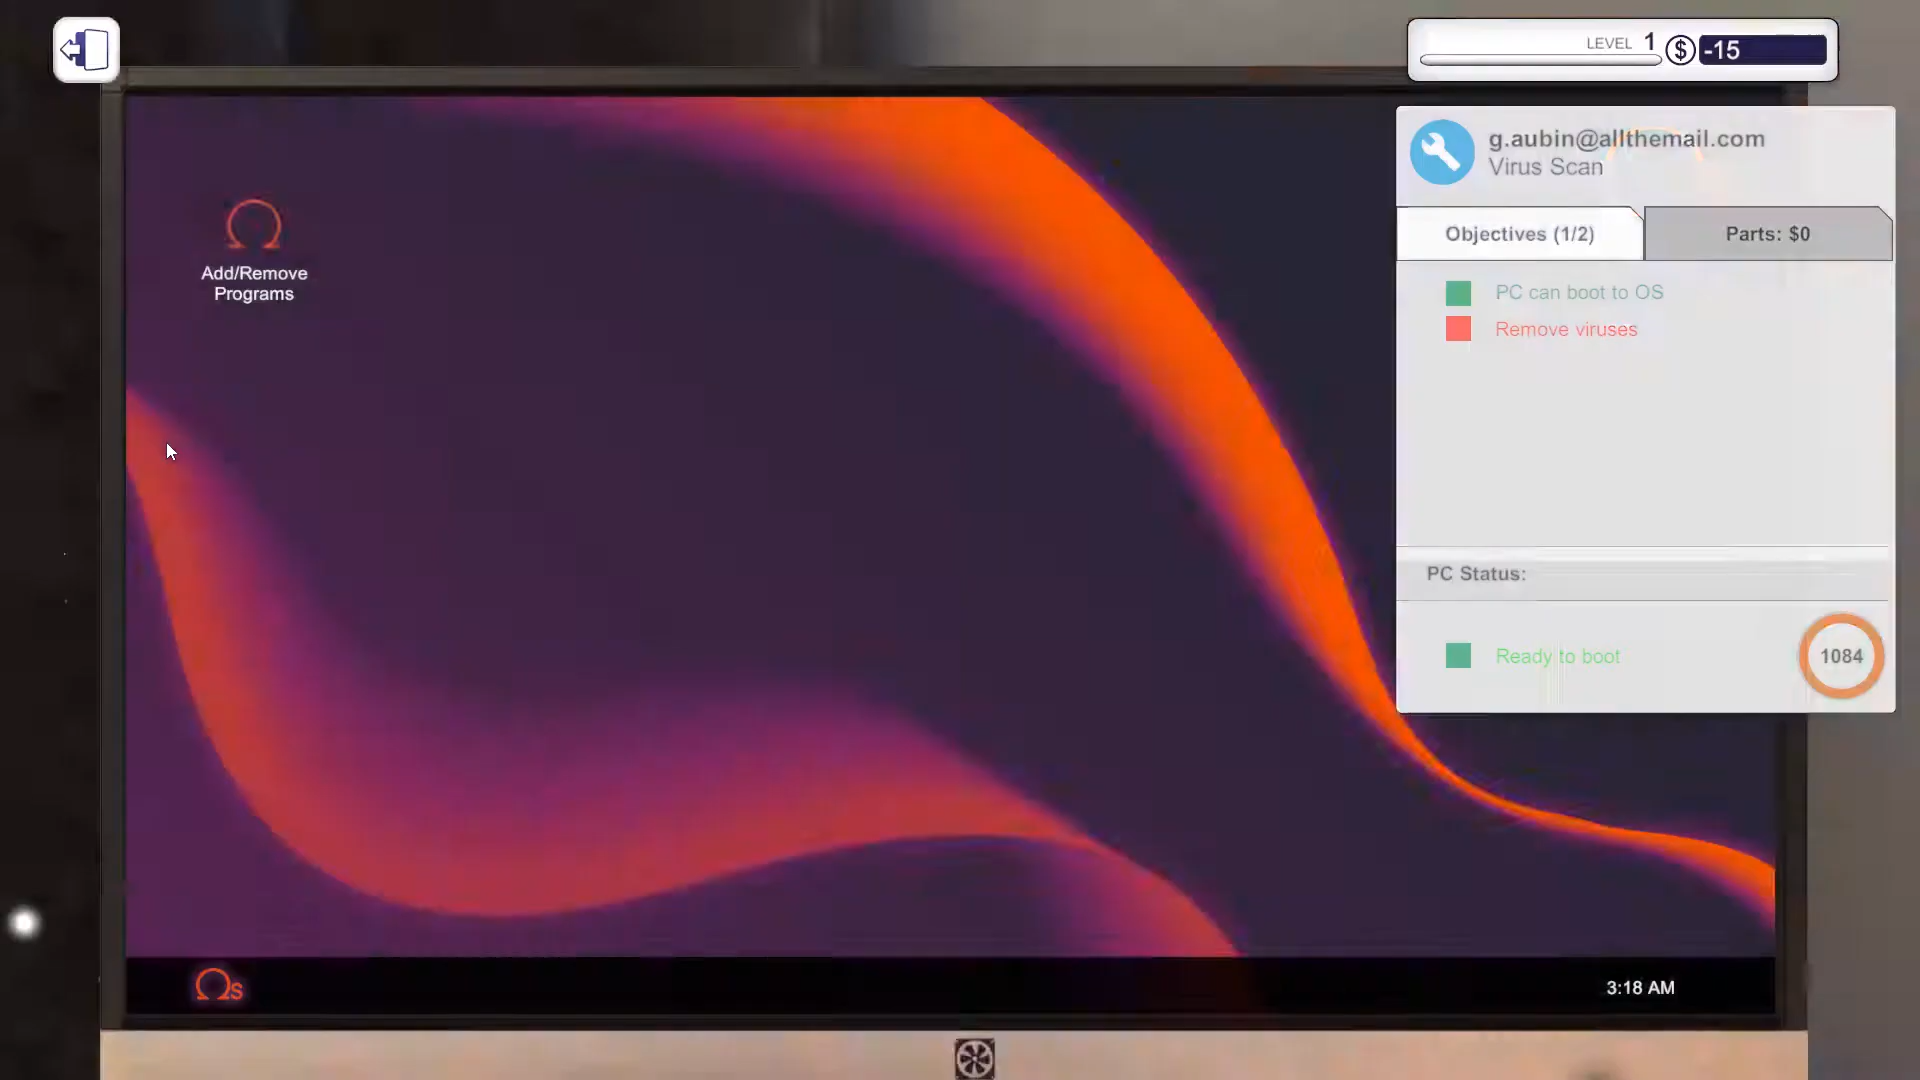 LEVEL 1 $ -15
g.aubin@allthemail.com
Virus Scan
Objectives (1/2)
Parts: $0
PC can boot to OS
Remove viruses
PC Status:
Ready to boot
1084
Add/Remove
Programs
Ωs
3:18 AM